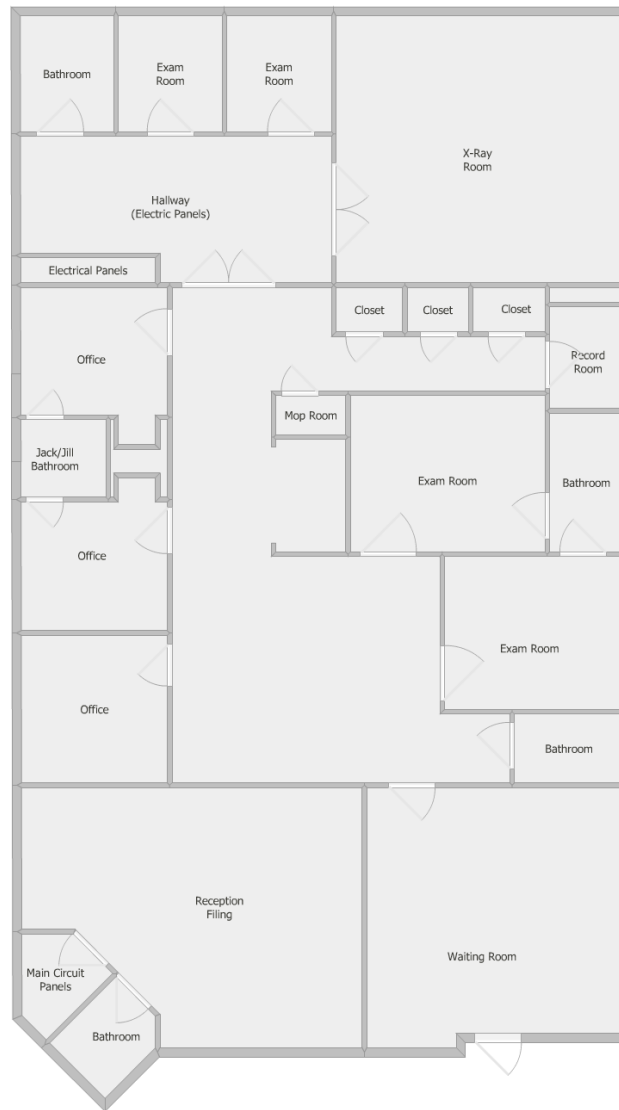 Bathroom
Exam
Room
Exam
Room
X-Ray
Room
Hallway
(Electric Panels)
Electrical Panels
Closet
Closet
Closet
Office
Record
Room
Mop Room
Jack/Jill
Bathroom
Exam Room
Bathroom
Office
Exam Room
Office
Bathroom
Reception
Filing
Waiting Room
Main Circuit
Panels
Bathroom